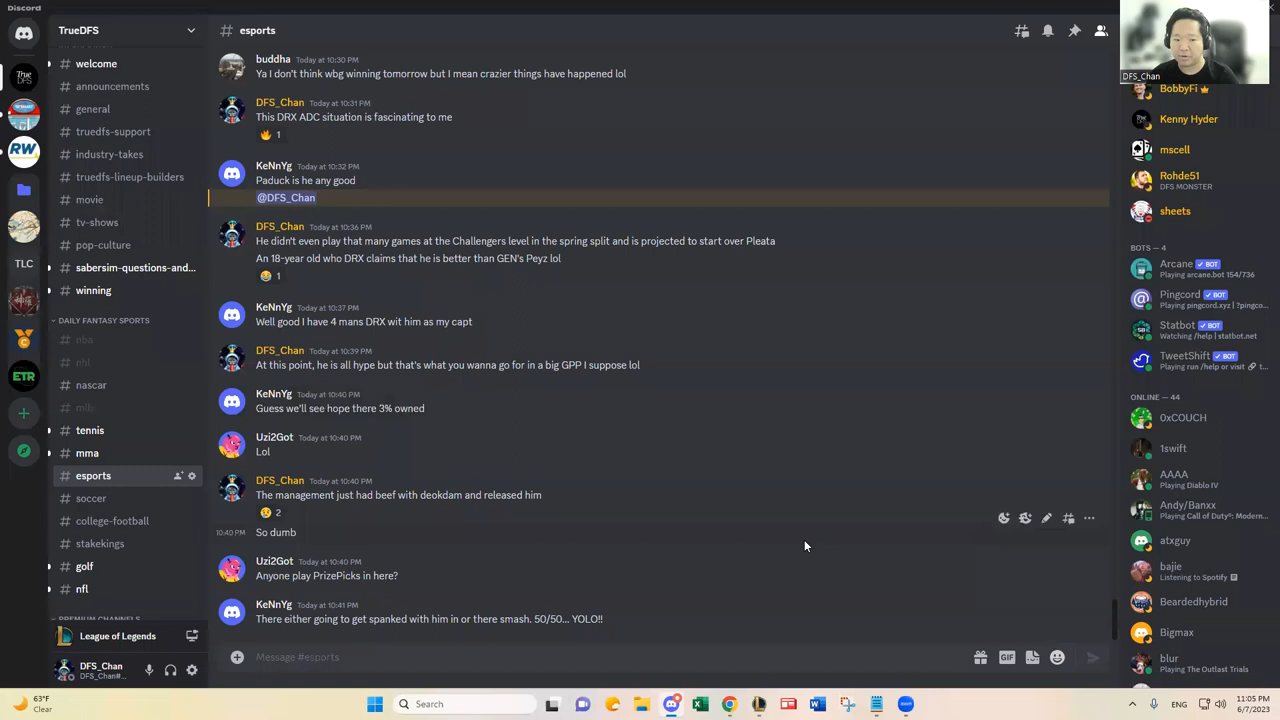 Discord
TrueDFS
welcome
announcements
general
truedfs-support
industry-takes
truedfs-lineup-builders
movie
tv-shows
pop-culture
sabersim-questions-and...
winning
DAILY FANTASY SPORTS
nba
nhl
nascar
mlb
tennis
mma
esports
soccer
college-football
stakekings
golf
nfl
PREMIUM CHANNELS
League of Legends
DFS_Chan
DFS_Chan#...
True DFS
RW
TLC
ETR
# esports
buddha Today at 10:30 PM
Ya I don't think wbg winning tomorrow but I mean crazier things have happened lol
DFS_Chan Today at 10:31 PM
This DRX ADC situation is fascinating to me
1
KeNnYg Today at 10:32 PM
Paduck is he any good
@DFS_Chan
DFS_Chan Today at 10:36 PM
He didn't even play that many games at the Challengers level in the spring split and is projected to start over Pleata
An 18-year old who DRX claims that he is better than GEN's Peyz lol
1
KeNnYg Today at 10:37 PM
Well good I have 4 mans DRX wit him as my capt
DFS_Chan Today at 10:39 PM
At this point, he is all hype but that's what you wanna go for in a big GPP I suppose lol
KeNnYg Today at 10:40 PM
Guess we'll see hope there 3% owned
Uzi2Got Today at 10:40 PM
Lol
DFS_Chan Today at 10:40 PM
The management just had beef with deokdam and released him
2
10:40 PM So dumb
Uzi2Got Today at 10:40 PM
Anyone play PrizePicks in here?
KeNnYg Today at 10:41 PM
There either going to get spanked with him in or there smash. 50/50... YOLO!!
Message #esports
GIF
DFS_Chan
BobbyFi
Kenny Hyder
mscell
Rohde51
DFS MONSTER
sheets
BOTS — 4
Arcane BOT
Playing arcane.bot 154/736
Pingcord BOT
Playing pingcord.xyz | ?pingco...
Statbot BOT
Watching /help | statbot.net
TweetShift BOT
Playing run /help or visit
ONLINE — 44
0xCOUCH
1swift
AAAA
Playing Diablo IV
Andy/Banxx
Playing Call of Duty®: Modern...
atxguy
bajie
Listening to Spotify
Beardedhybrid
Bigmax
blur
Playing The Outlast Trials
63°F
Clear
Search
11:05 PM
6/7/2023